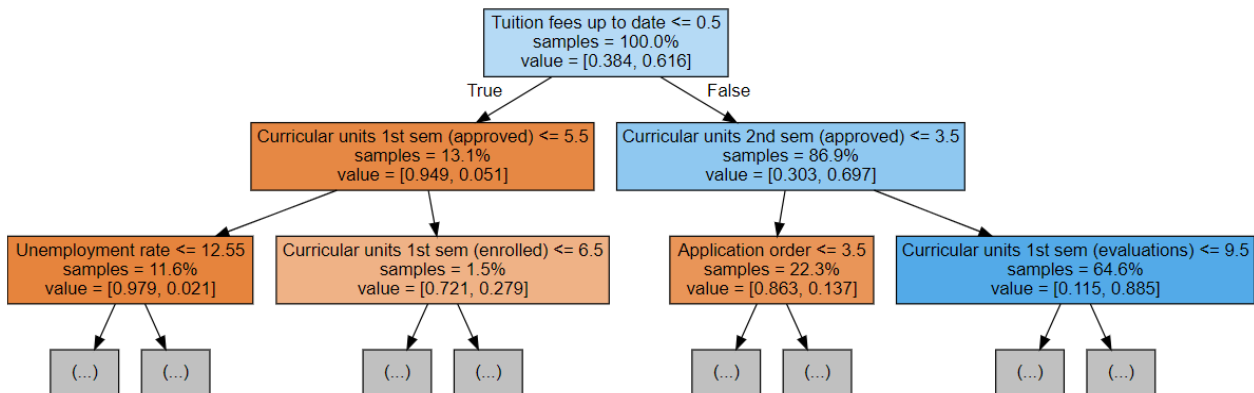 Tuition fees up to date <= 0.5
samples = 100.0%
value = [0.384, 0.616]
True
False
Curricular units 1st sem (approved) <= 5.5
samples = 13.1%
value = [0.949, 0.051]
Curricular units 2nd sem (approved) <= 3.5
samples = 86.9%
value = [0.303, 0.697]
Unemployment rate <= 12.55
samples = 11.6%
value = [0.979, 0.021]
Curricular units 1st sem (enrolled) <= 6.5
samples = 1.5%
value = [0.721, 0.279]
Application order <= 3.5
samples = 22.3%
value = [0.863, 0.137]
Curricular units 1st sem (evaluations) <= 9.5
samples = 64.6%
value = [0.115, 0.885]
(...)
(...)
(...)
(...)
(...)
(...)
(...)
(...)